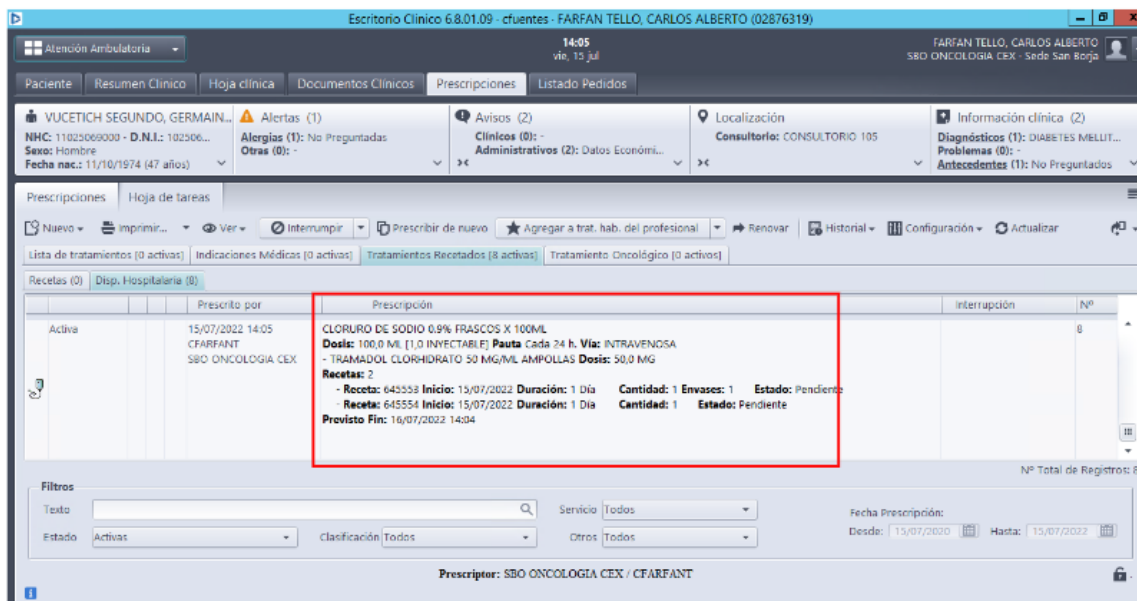 Escritorio Clinico 6.8.01.09 - cfuentes - FARFAN TELLO, CARLOS ALBERTO (02876319)
Atención Ambulatoria
14:05
vie, 15 jul
FARFAN TELLO, CARLOS ALBERTO
SBO ONCOLOGIA CEX - Sede San Borja
Paciente Resumen Clinico Hoja clínica Documentos Clínicos Prescripciones Listado Pedidos
VUCETICH SEGUNDO, GERMAIN...
NHC: 11025069000 - D.N.I.: 102506...
Sexo: Hombre
Fecha nac.: 11/10/1974 (47 años)
Alertas (1)
Alergias (1): No Preguntadas
Otras (0): -
Avisos (2)
Clínicos (0): -
Administrativos (2): Datos Económi...
Localización
Consultorio: CONSULTORIO 105
Información clínica (2)
Diagnósticos (1): DIABETES MELLIT...
Problemas (0): -
Antecedentes (1): No Preguntados
Prescripciones Hoja de tareas
Nuevo Imprimir... Ver Interrumpir Prescribir de nuevo Agregar a trat. hab. del profesional Renovar Historial Configuración Actualizar
Lista de tratamientos [0 activas] Indicaciones Médicas [0 activas] Tratamientos Recetados [8 activas] Tratamiento Oncológico [0 activos]
Recetas (0) Disp. Hospitalaria (8)
Prescrito por Prescripción Interrupción Nº
Activa
15/07/2022 14:05
CFARFANT
SBO ONCOLOGIA CEX
CLORURO DE SODIO 0.9% FRASCOS X 100ML
Dosis: 100,0 ML [1,0 INYECTABLE] Pauta Cada 24 h. Vía: INTRAVENOSA
- TRAMADOL CLORHIDRATO 50 MG/ML AMPOLLAS Dosis: 50,0 MG
Recetas: 2
- Receta: 645553 Inicio: 15/07/2022 Duración: 1 Día Cantidad: 1 Envases: 1 Estado: Pendiente
- Receta: 645554 Inicio: 15/07/2022 Duración: 1 Día Cantidad: 1 Estado: Pendiente
Previsto Fin: 16/07/2022 14:04
8
Nº Total de Registros: 8
Filtros
Texto Servicio Todos Fecha Prescripción:
Estado Activas Clasificación Todos Otros Todos Desde: 15/07/2020 Hasta: 15/07/2022
Prescriptor: SBO ONCOLOGIA CEX / CFARFANT